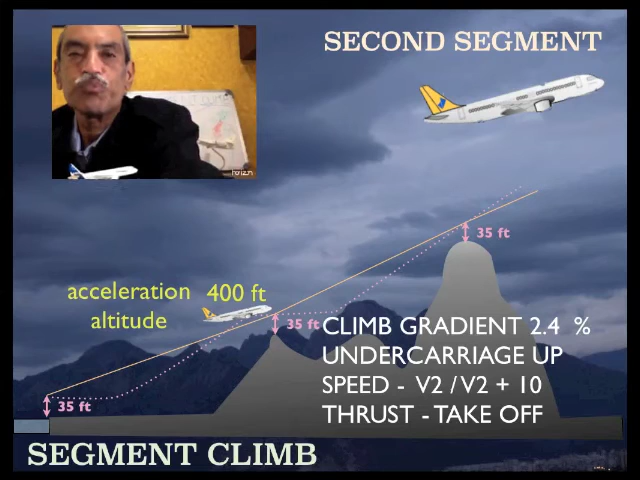 SECOND SEGMENT
35 ft
acceleration 400 ft
altitude
35 ft
CLIMB GRADIENT 2.4 %
UNDERCARRIAGE UP
SPEED - V2 / V2 + 10
THRUST - TAKE OFF
35 ft
SEGMENT CLIMB